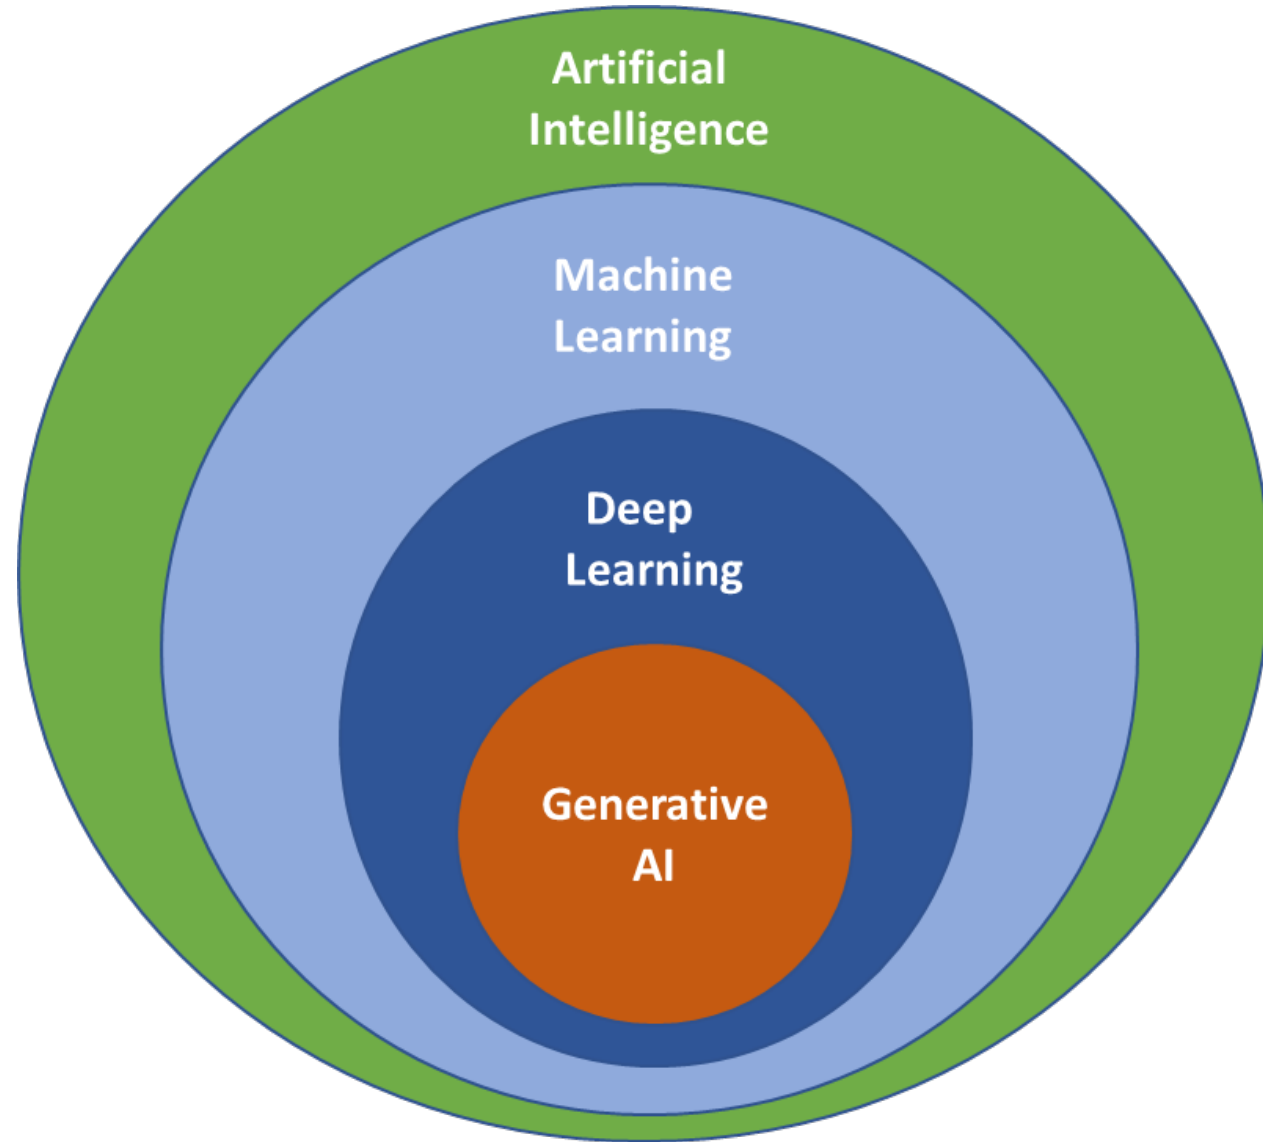 Artificial
Intelligence
Machine
Learning
Deep
Learning
Generative
AI